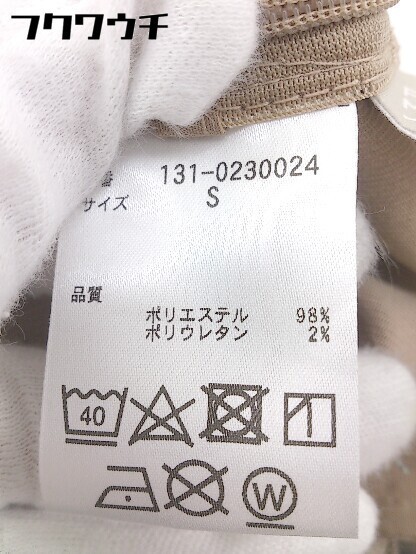 フクワウチ
番 131-0230024
サイズ S
品質
ポリエステル 98%
ポリウレタン 2%
40
W